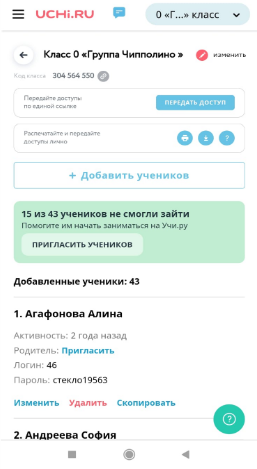 UCHi.RU
0 «Г...» класс
Класс 0 «Группа Чипполино »
изменить
Код класса 304 564 550
Передайте доступы
по единой ссылке
ПЕРЕДАТЬ ДОСТУП
Распечатайте и передайте
доступы лично
?
+ Добавить учеников
15 из 43 учеников не смогли зайти
Помогите им начать заниматься на Учи.ру
ПРИГЛАСИТЬ УЧЕНИКОВ
Добавленные ученики: 43
1. Агафонова Алина
Активность: 2 года назад
Родитель: Пригласить
Логин: 46
Пароль: стекло19563
Изменить Удалить Скопировать
?
2. Андреева София